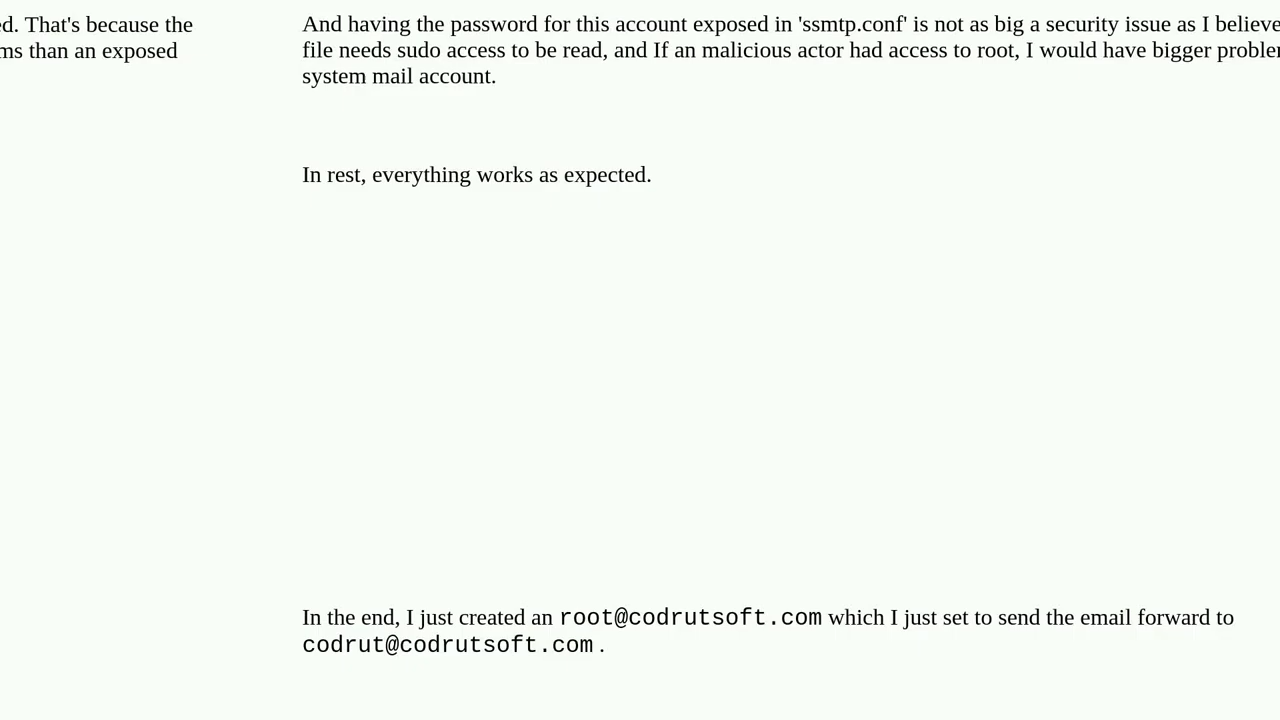 ed. That's because the
ms than an exposed
And having the password for this account exposed in 'ssmtp.conf' is not as big a security issue as I believe
file needs sudo access to be read, and If an malicious actor had access to root, I would have bigger problem
system mail account.
In rest, everything works as expected.
In the end, I just created an root@codrutsoft.com which I just set to send the email forward to
codrut@codrutsoft.com .